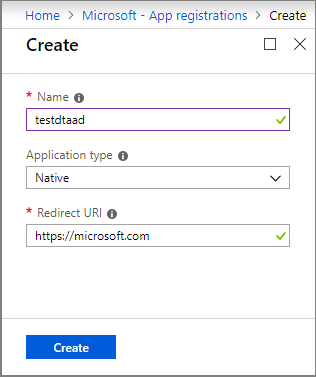 Home > Microsoft - App registrations > Create
Create
* Name
testdtaad
Application type
Native
* Redirect URI
https://microsoft.com
Create